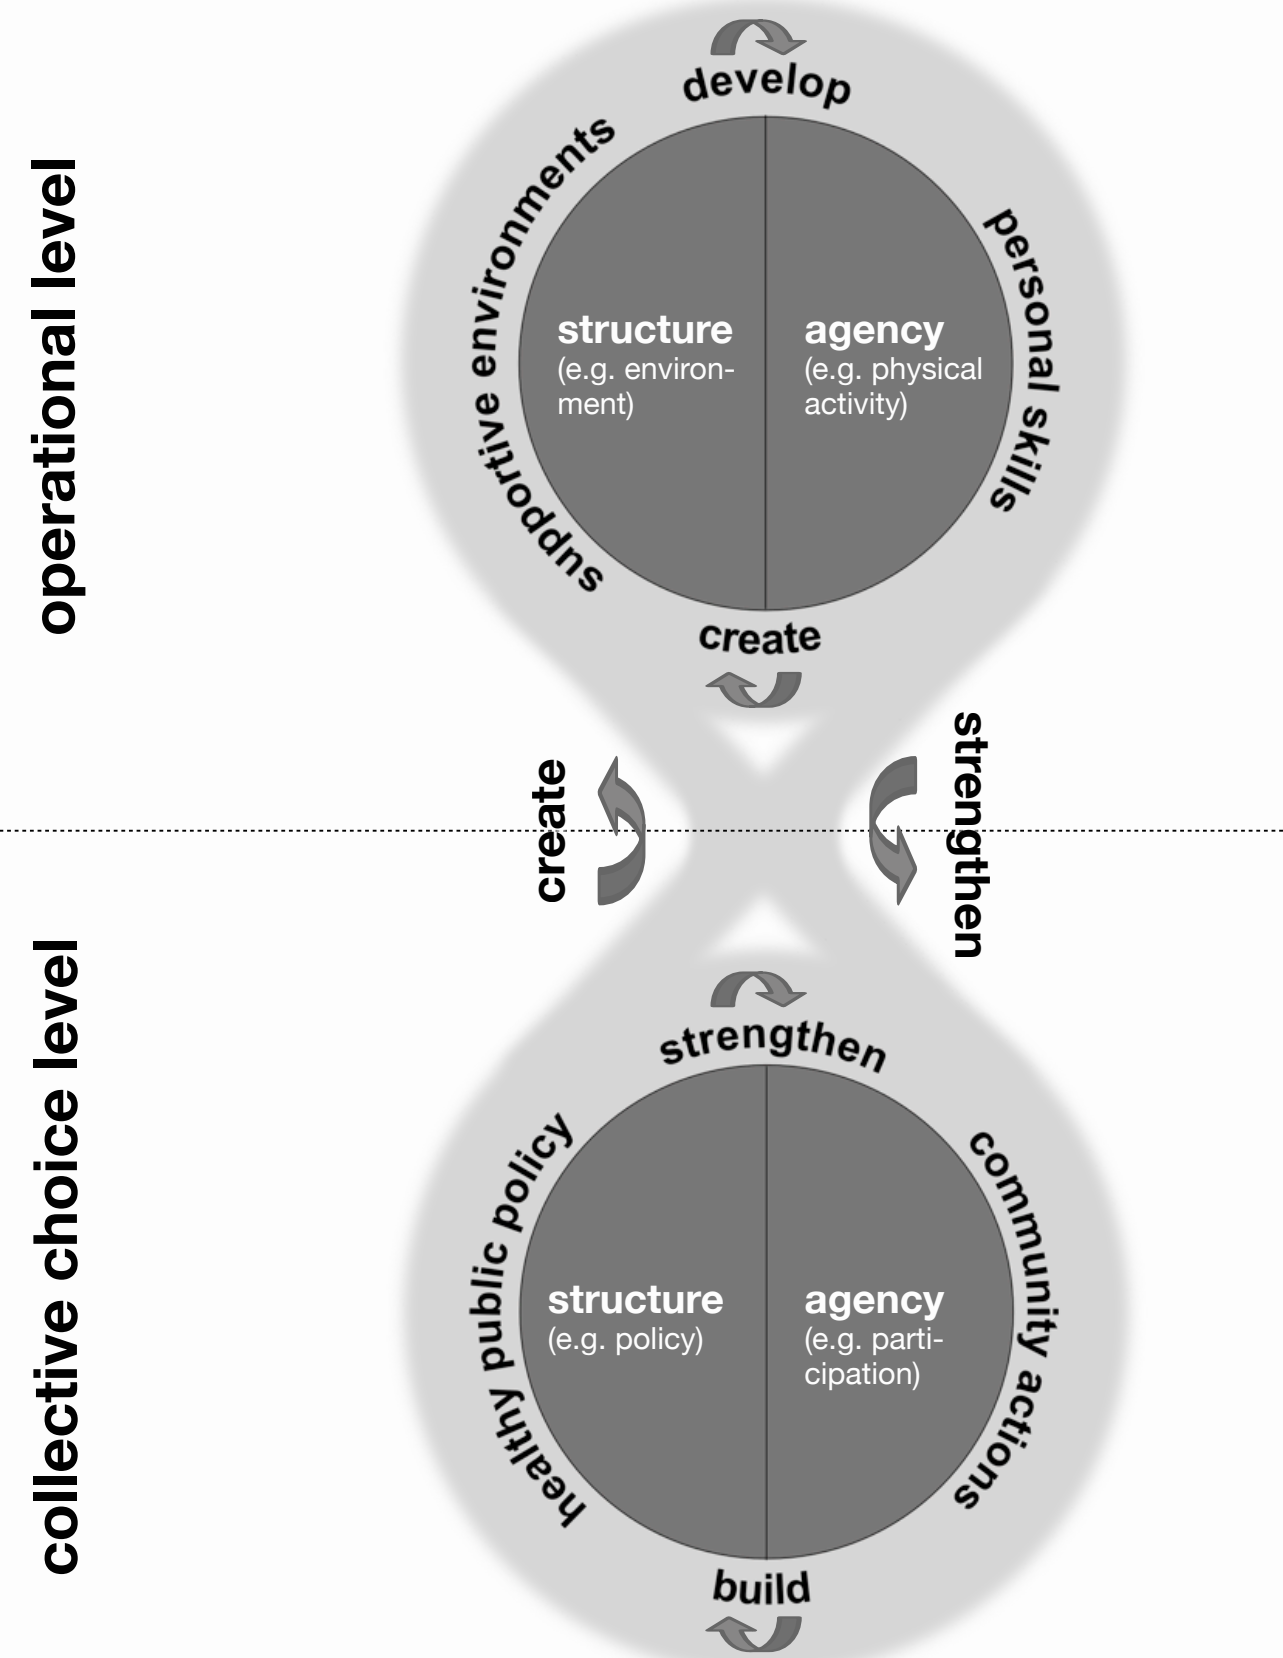 operational level
develop
supportive environments
personal skills
structure
(e.g. environ-
ment)
agency
(e.g. physical
activity)
create
create
strengthen
collective choice level
strengthen
healthy public policy
community actions
structure
(e.g. policy)
agency
(e.g. parti-
cipation)
build